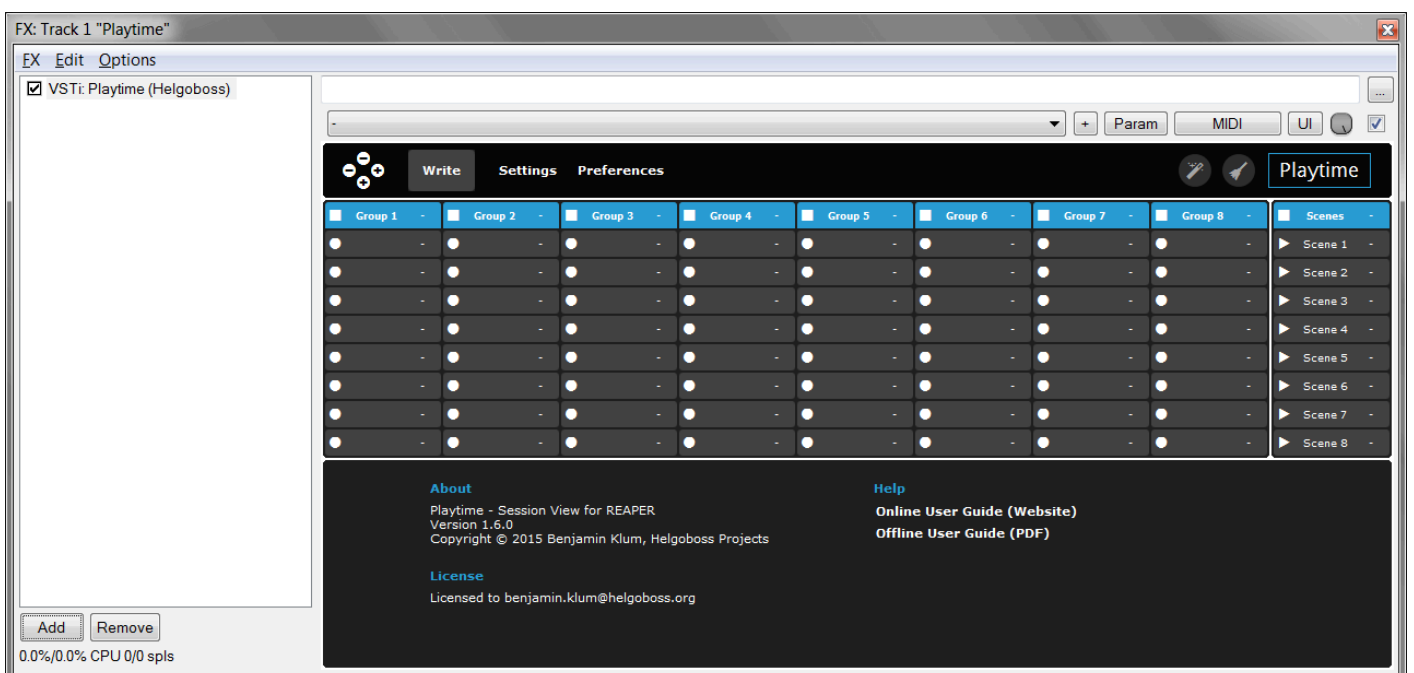 FX: Track 1 "Playtime"
FX Edit Options
VSTi: Playtime (Helgoboss)
...
- + Param MIDI UI
Write Settings Preferences Playtime
Group 1 - Group 2 - Group 3 - Group 4 - Group 5 - Group 6 - Group 7 - Group 8 - Scenes -
- - - - - - - - Scene 1 -
- - - - - - - - Scene 2 -
- - - - - - - - Scene 3 -
- - - - - - - - Scene 4 -
- - - - - - - - Scene 5 -
- - - - - - - - Scene 6 -
- - - - - - - - Scene 7 -
- - - - - - - - Scene 8 -
About
Playtime - Session View for REAPER
Version 1.6.0
Copyright © 2015 Benjamin Klum, Helgoboss Projects
License
Licensed to benjamin.klum@helgoboss.org
Help
Online User Guide (Website)
Offline User Guide (PDF)
Add Remove
0.0%/0.0% CPU 0/0 spls